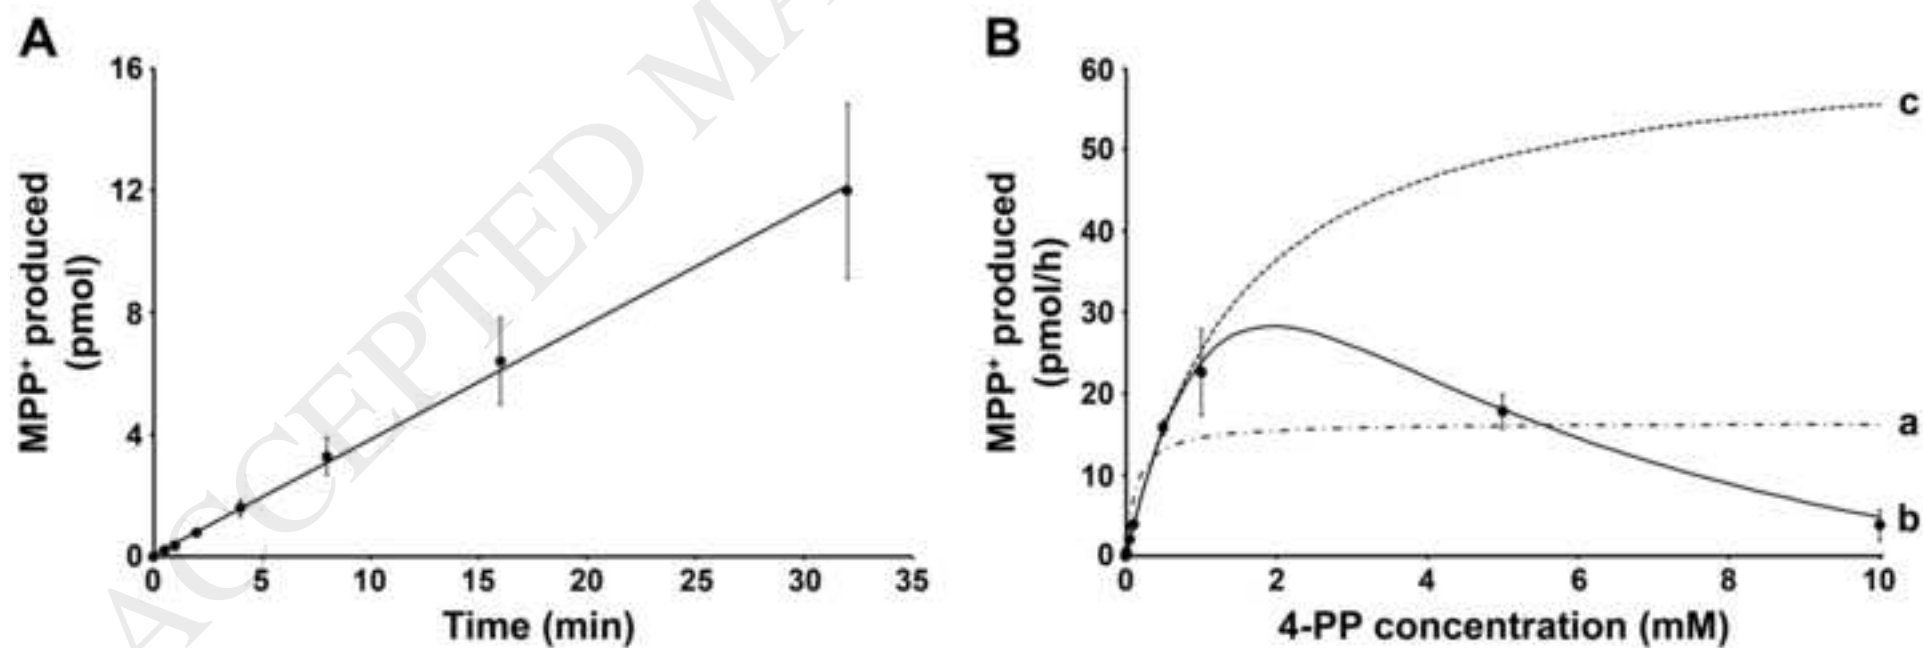 A
16
12
8
4
0
0 5 10 15 20 25 30 35
MPP⁺ produced
(pmol)
Time (min)
B
60
50
40
30
20
10
0
0 2 4 6 8 10
MPP⁺ produced
(pmol/h)
4-PP concentration (mM)
c
a
b
ACCEPTED MA